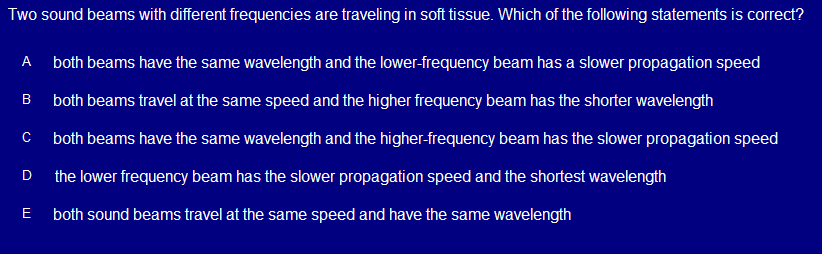 Two sound beams with different frequencies are traveling in soft tissue. Which of the following statements is correct?
A both beams have the same wavelength and the lower-frequency beam has a slower propagation speed
B both beams travel at the same speed and the higher frequency beam has the shorter wavelength
C both beams have the same wavelength and the higher-frequency beam has the slower propagation speed
D the lower frequency beam has the slower propagation speed and the shortest wavelength
E both sound beams travel at the same speed and have the same wavelength